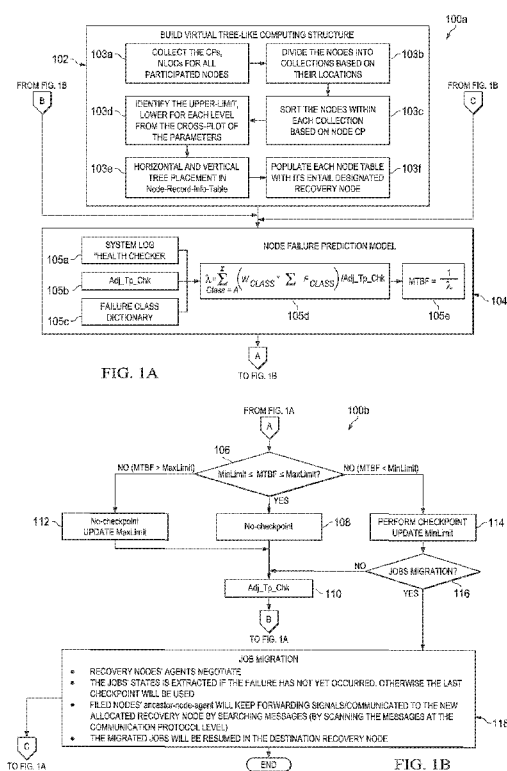 100a
BUILD VIRTUAL TREE-LIKE COMPUTING STRUCTURE
102
103a
COLLECT THE CPs,
NLOCs FOR ALL
PARTICIPATED NODES
DIVIDE THE NODES INTO
COLLECTIONS BASED ON
THEIR LOCATIONS
103b
FROM FIG. 1B
B
FROM FIG. 1B
C
103d
IDENTIFY THE UPPER-LIMIT,
LOWER FOR EACH LEVEL
FROM THE CROSS-PLOT OF
THE PARAMETERS
SORT THE NODES WITHIN
EACH COLLECTION
BASED ON NODE CP
103c
103e
HORIZONTAL AND VERTICAL
TREE PLACEMENT IN
Node-Record-Info-Table
POPULATE EACH NODE TABLE
WITH ITS ENTAIL DESIGNATED
RECOVERY NODE
103f
NODE FAILURE PREDICTION MODEL
105a
SYSTEM LOG
"HEALTH CHECKER
105b
Adj_Tp_Chk
105c
FAILURE CLASS
DICTIONARY
Class = A
CLASS
CLASS
/Adj_Tp_Chk
105d
MTBF = 1/λ
105e
104
A
TO FIG. 1B
FIG. 1A
FROM FIG. 1A
A
100b
106
MinLimit ≤ MTBF ≤ MaxLimit?
NO (MTBF > MaxLimit)
NO (MTBF < MinLimit)
YES
112
No-checkpoint
UPDATE MaxLimit
No-checkpoint
108
PERFORM CHECKPOINT
UPDATE MinLimit
114
NO
JOBS MIGRATION?
116
YES
Adj_Tp_Chk
110
B
TO FIG. 1A
JOB MIGRATION
• RECOVERY NODES' AGENTS NEGOTIATE
• THE JOBS' STATES IS EXTRACTED IF THE FAILURE HAS NOT YET OCCURRED, OTHERWISE THE LAST
CHECKPOINT WILL BE USED
• FILED NODES' ancestor-node-agent WILL KEEP FORWARDING SIGNALS/COMMUNICATED TO THE NEW
ALLOCATED RECOVERY NODE BY SEARCHING MESSAGES (BY SCANNING THE MESSAGES AT THE
COMMUNICATION PROTOCOL LEVEL)
• THE MIGRATED JOBS WILL BE RESUMED IN THE DESTINATION RECOVERY NODE
118
C
TO FIG. 1A
END
FIG. 1B